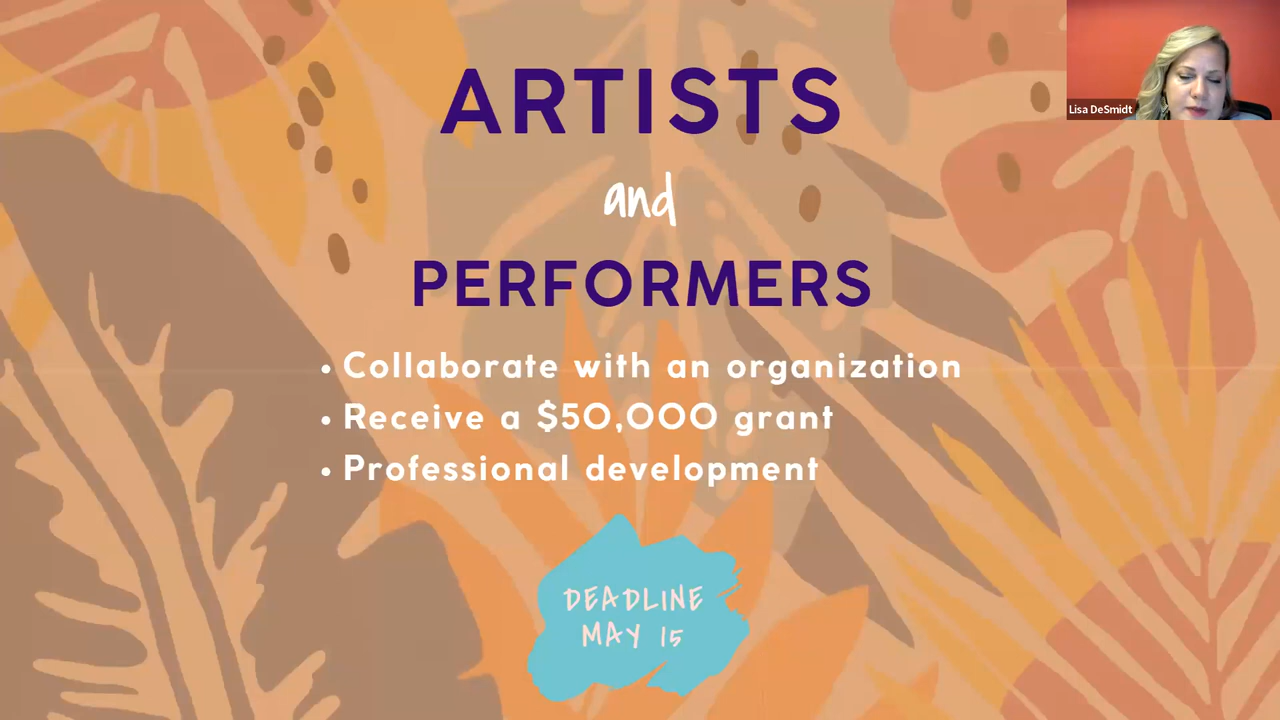 ARTISTS
and
PERFORMERS
• Collaborate with an organization
• Receive a $50,000 grant
• Professional development
DEADLINE
MAY 15
Lisa DeSmidt